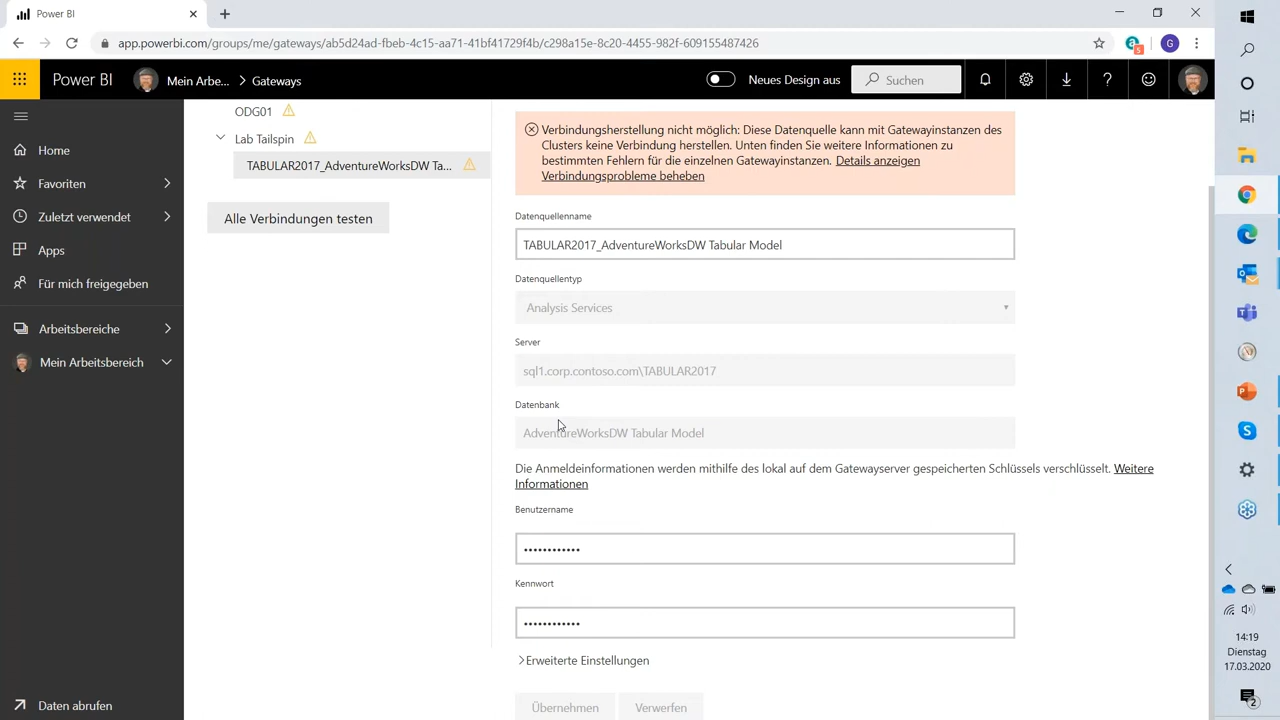 Power BI
app.powerbi.com/groups/me/gateways/ab5d24ad-fbeb-4c15-aa71-41bf41729f4b/c298a15e-8c20-4455-982f-609155487426
5
G
Power BI
Mein Arbe... > Gateways
Neues Design aus
Suchen
Home
Favoriten
Zuletzt verwendet
Apps
Für mich freigegeben
Arbeitsbereiche
Mein Arbeitsbereich
Daten abrufen
ODG01
Lab Tailspin
TABULAR2017_AdventureWorksDW Ta...
Alle Verbindungen testen
Verbindungsherstellung nicht möglich: Diese Datenquelle kann mit Gatewayinstanzen des
Clusters keine Verbindung herstellen. Unten finden Sie weitere Informationen zu
bestimmten Fehlern für die einzelnen Gatewayinstanzen. Details anzeigen
Verbindungsprobleme beheben
Datenquellenname
TABULAR2017_AdventureWorksDW Tabular Model
Datenquellentyp
Analysis Services
Server
sql1.corp.contoso.com\TABULAR2017
Datenbank
AdventureWorksDW Tabular Model
Die Anmeldeinformationen werden mithilfe des lokal auf dem Gatewayserver gespeicherten Schlüssels verschlüsselt. Weitere
Informationen
Benutzername
••••••••••••
Kennwort
••••••••••••
Erweiterte Einstellungen
Übernehmen
Verwerfen
14:19
Dienstag
17.03.2020
2